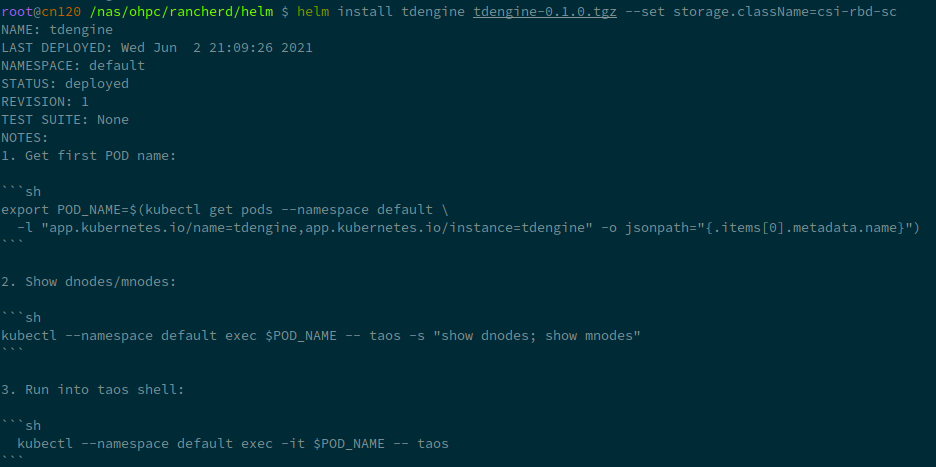 root@cn120 /nas/ohpc/rancherd/helm $ helm install tdengine tdengine-0.1.0.tgz --set storage.className=csi-rbd-sc
NAME: tdengine
LAST DEPLOYED: Wed Jun  2 21:09:26 2021
NAMESPACE: default
STATUS: deployed
REVISION: 1
TEST SUITE: None
NOTES:
1. Get first POD name:

```sh
export POD_NAME=$(kubectl get pods --namespace default \
  -l "app.kubernetes.io/name=tdengine,app.kubernetes.io/instance=tdengine" -o jsonpath="{.items[0].metadata.name}")
```

2. Show dnodes/mnodes:

```sh
kubectl --namespace default exec $POD_NAME -- taos -s "show dnodes; show mnodes"
```

3. Run into taos shell:

```sh
  kubectl --namespace default exec -it $POD_NAME -- taos
```